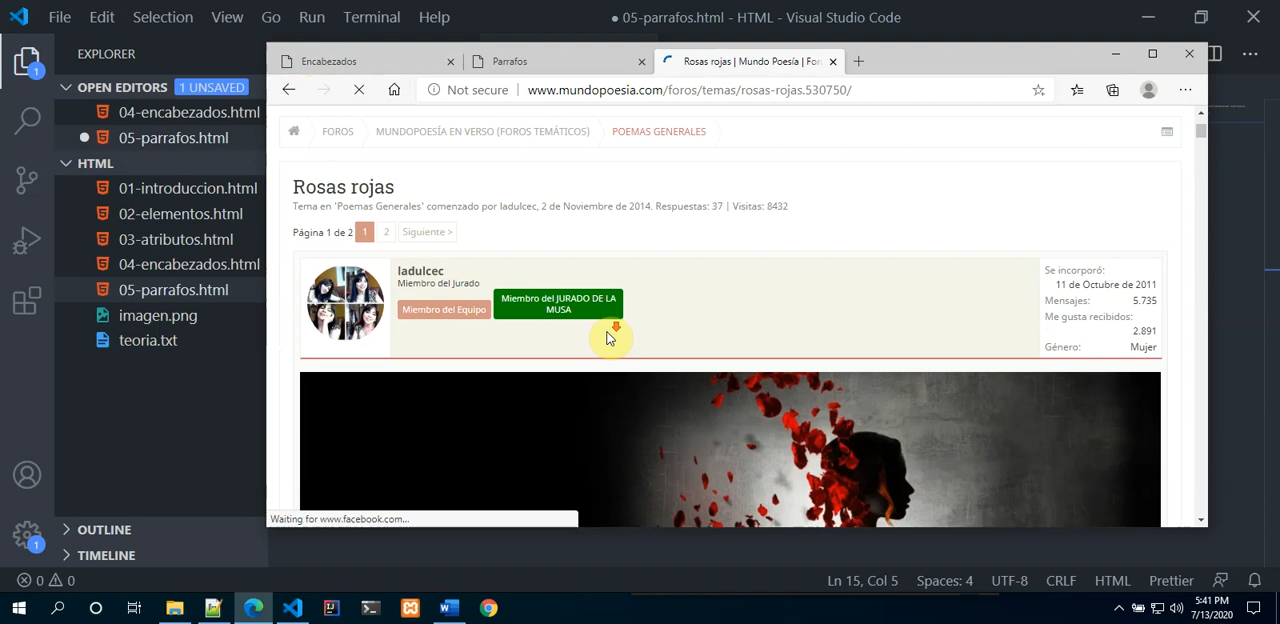 File Edit Selection View Go Run Terminal Help ● 05-parrafos.html - HTML - Visual Studio Code
EXPLORER
OPEN EDITORS 1 UNSAVED
04-encabezados.html
05-parrafos.html
HTML
01-introduccion.html
02-elementos.html
03-atributos.html
04-encabezados.html
05-parrafos.html
imagen.png
teoria.txt
OUTLINE
TIMELINE
1
1
Encabezados
Parrafos
Rosas rojas | Mundo Poesía | For
Not secure www.mundopoesia.com/foros/temas/rosas-rojas.530750/
FOROS MUNDOPOESÍA EN VERSO (FOROS TEMÁTICOS) POEMAS GENERALES
Rosas rojas
Tema en 'Poemas Generales' comenzado por ladulcec, 2 de Noviembre de 2014. Respuestas: 37 | Visitas: 8432
Página 1 de 2 1 2 Siguiente >
ladulcec
Miembro del Jurado
Miembro del Equipo
Miembro del JURADO DE LA
MUSA
Se incorporó:
11 de Octubre de 2011
Mensajes: 5.735
Me gusta recibidos:
2.891
Género: Mujer
Waiting for www.facebook.com...
0 0 Ln 15, Col 5 Spaces: 4 UTF-8 CRLF HTML Prettier
5:41 PM
7/13/2020